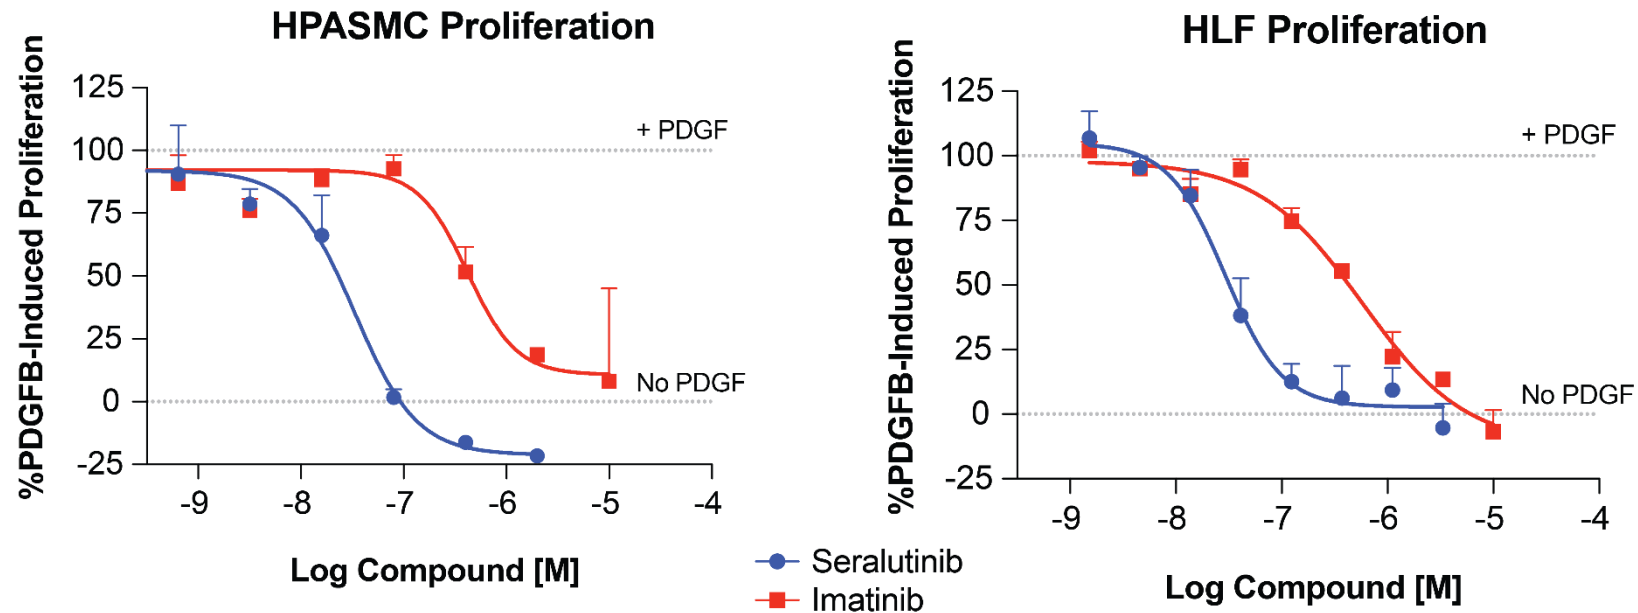 HPASMC Proliferation
%PDGFB-Induced Proliferation
125
100
75
50
25
0
-25
+ PDGF
No PDGF
-9
-8
-7
-6
-5
-4
Log Compound [M]
HLF Proliferation
%PDGFB-Induced Proliferation
125
100
75
50
25
0
-25
+ PDGF
No PDGF
-9
-8
-7
-6
-5
-4
Log Compound [M]
Seralutinib
Imatinib